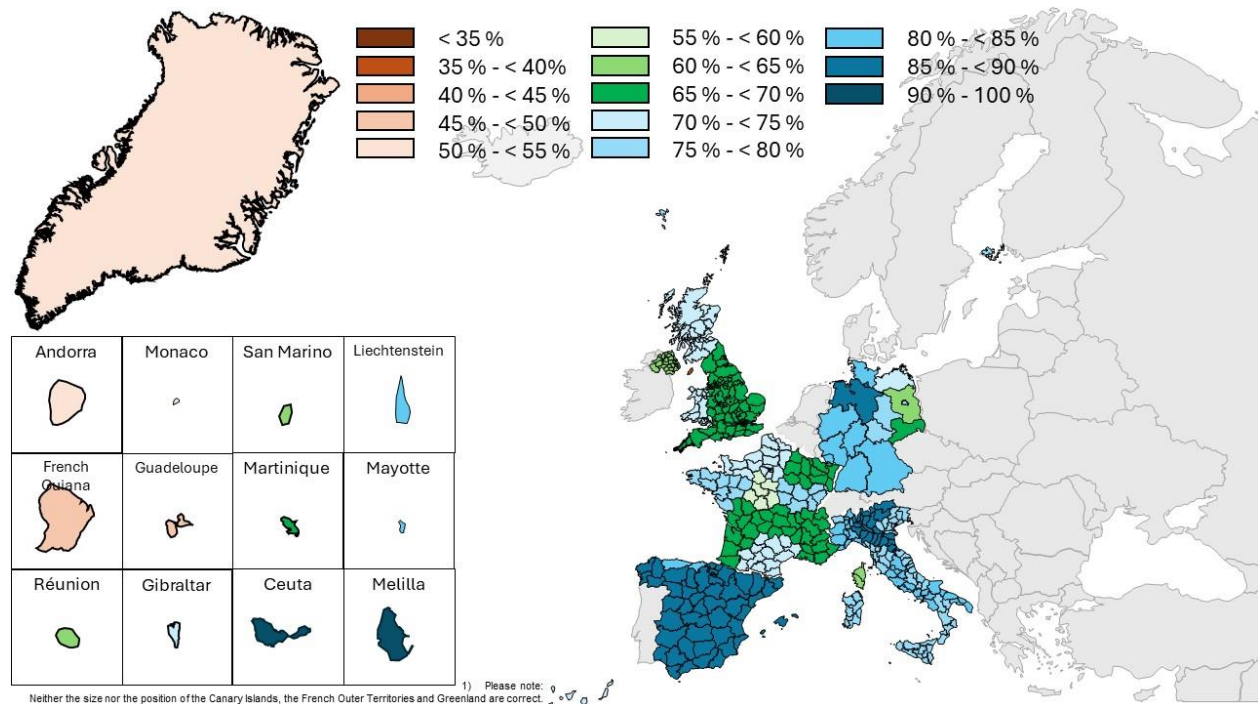 < 35 %
35 % - < 40%
40 % - < 45 %
45 % - < 50 %
50 % - < 55 %
55 % - < 60 %
60 % - < 65 %
65 % - < 70 %
70 % - < 75 %
75 % - < 80 %
80 % - < 85 %
85 % - < 90 %
90 % - 100 %
Andorra
Monaco
San Marino
Liechtenstein
French
Guiana
Guadeloupe
Martinique
Mayotte
Réunion
Gibraltar
Ceuta
Melilla
1) Please note:
Neither the size nor the position of the Canary Islands, the French Outer Territories and Greenland are correct.